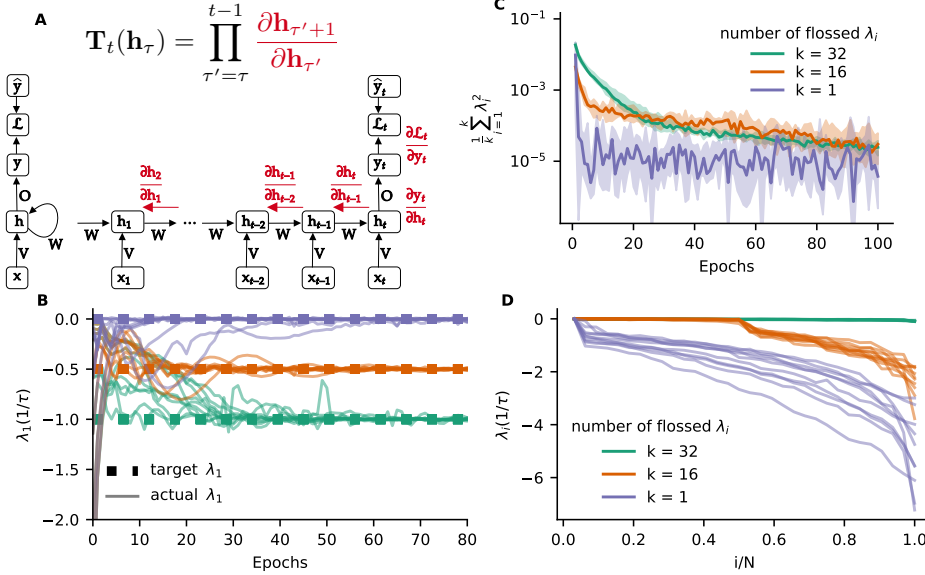 A
T_t(h_τ) = ∏_{τ′=τ}^{t−1} ∂h_{τ′+1} / ∂h_{τ′}
ŷ
ℒ
y
O
h
W
V
x
ŷ_t
ℒ_t
∂ℒ_t / ∂y_t
y_t
O
∂y_t / ∂h_t
∂h_2 / ∂h_1
∂h_{t−1} / ∂h_{t−2}
∂h_t / ∂h_{t−1}
W h_1 W ... W h_{t−2} W h_{t−1} W h_t
V V V V
x_1 x_{t−2} x_{t−1} x_t
B
0.0
−0.5
−1.0
−1.5
−2.0
λ_1(1/τ)
target λ_1
actual λ_1
0 10 20 30 40 50 60 70 80
Epochs
C
10^{−1}
10^{−3}
10^{−5}
1/k ∑_{i=1}^{k} λ_i^2
number of flossed λ_i
k = 32
k = 16
k = 1
0 20 40 60 80 100
Epochs
D
0
−2
−4
−6
λ_i(1/τ)
number of flossed λ_i
k = 32
k = 16
k = 1
0.0 0.2 0.4 0.6 0.8 1.0
i/N